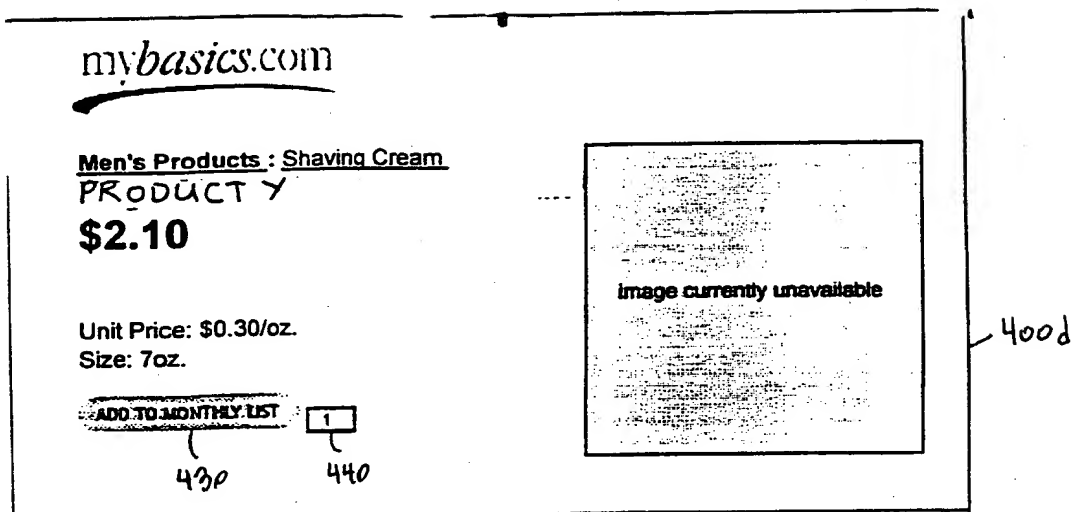 mybasics.com
Men's Products : Shaving Cream
PRODUCT Y
$2.10
image currently unavailable
Unit Price: $0.30/oz.
Size: 7oz.
400d
ADD TO MONTHLY LIST
1
430
440